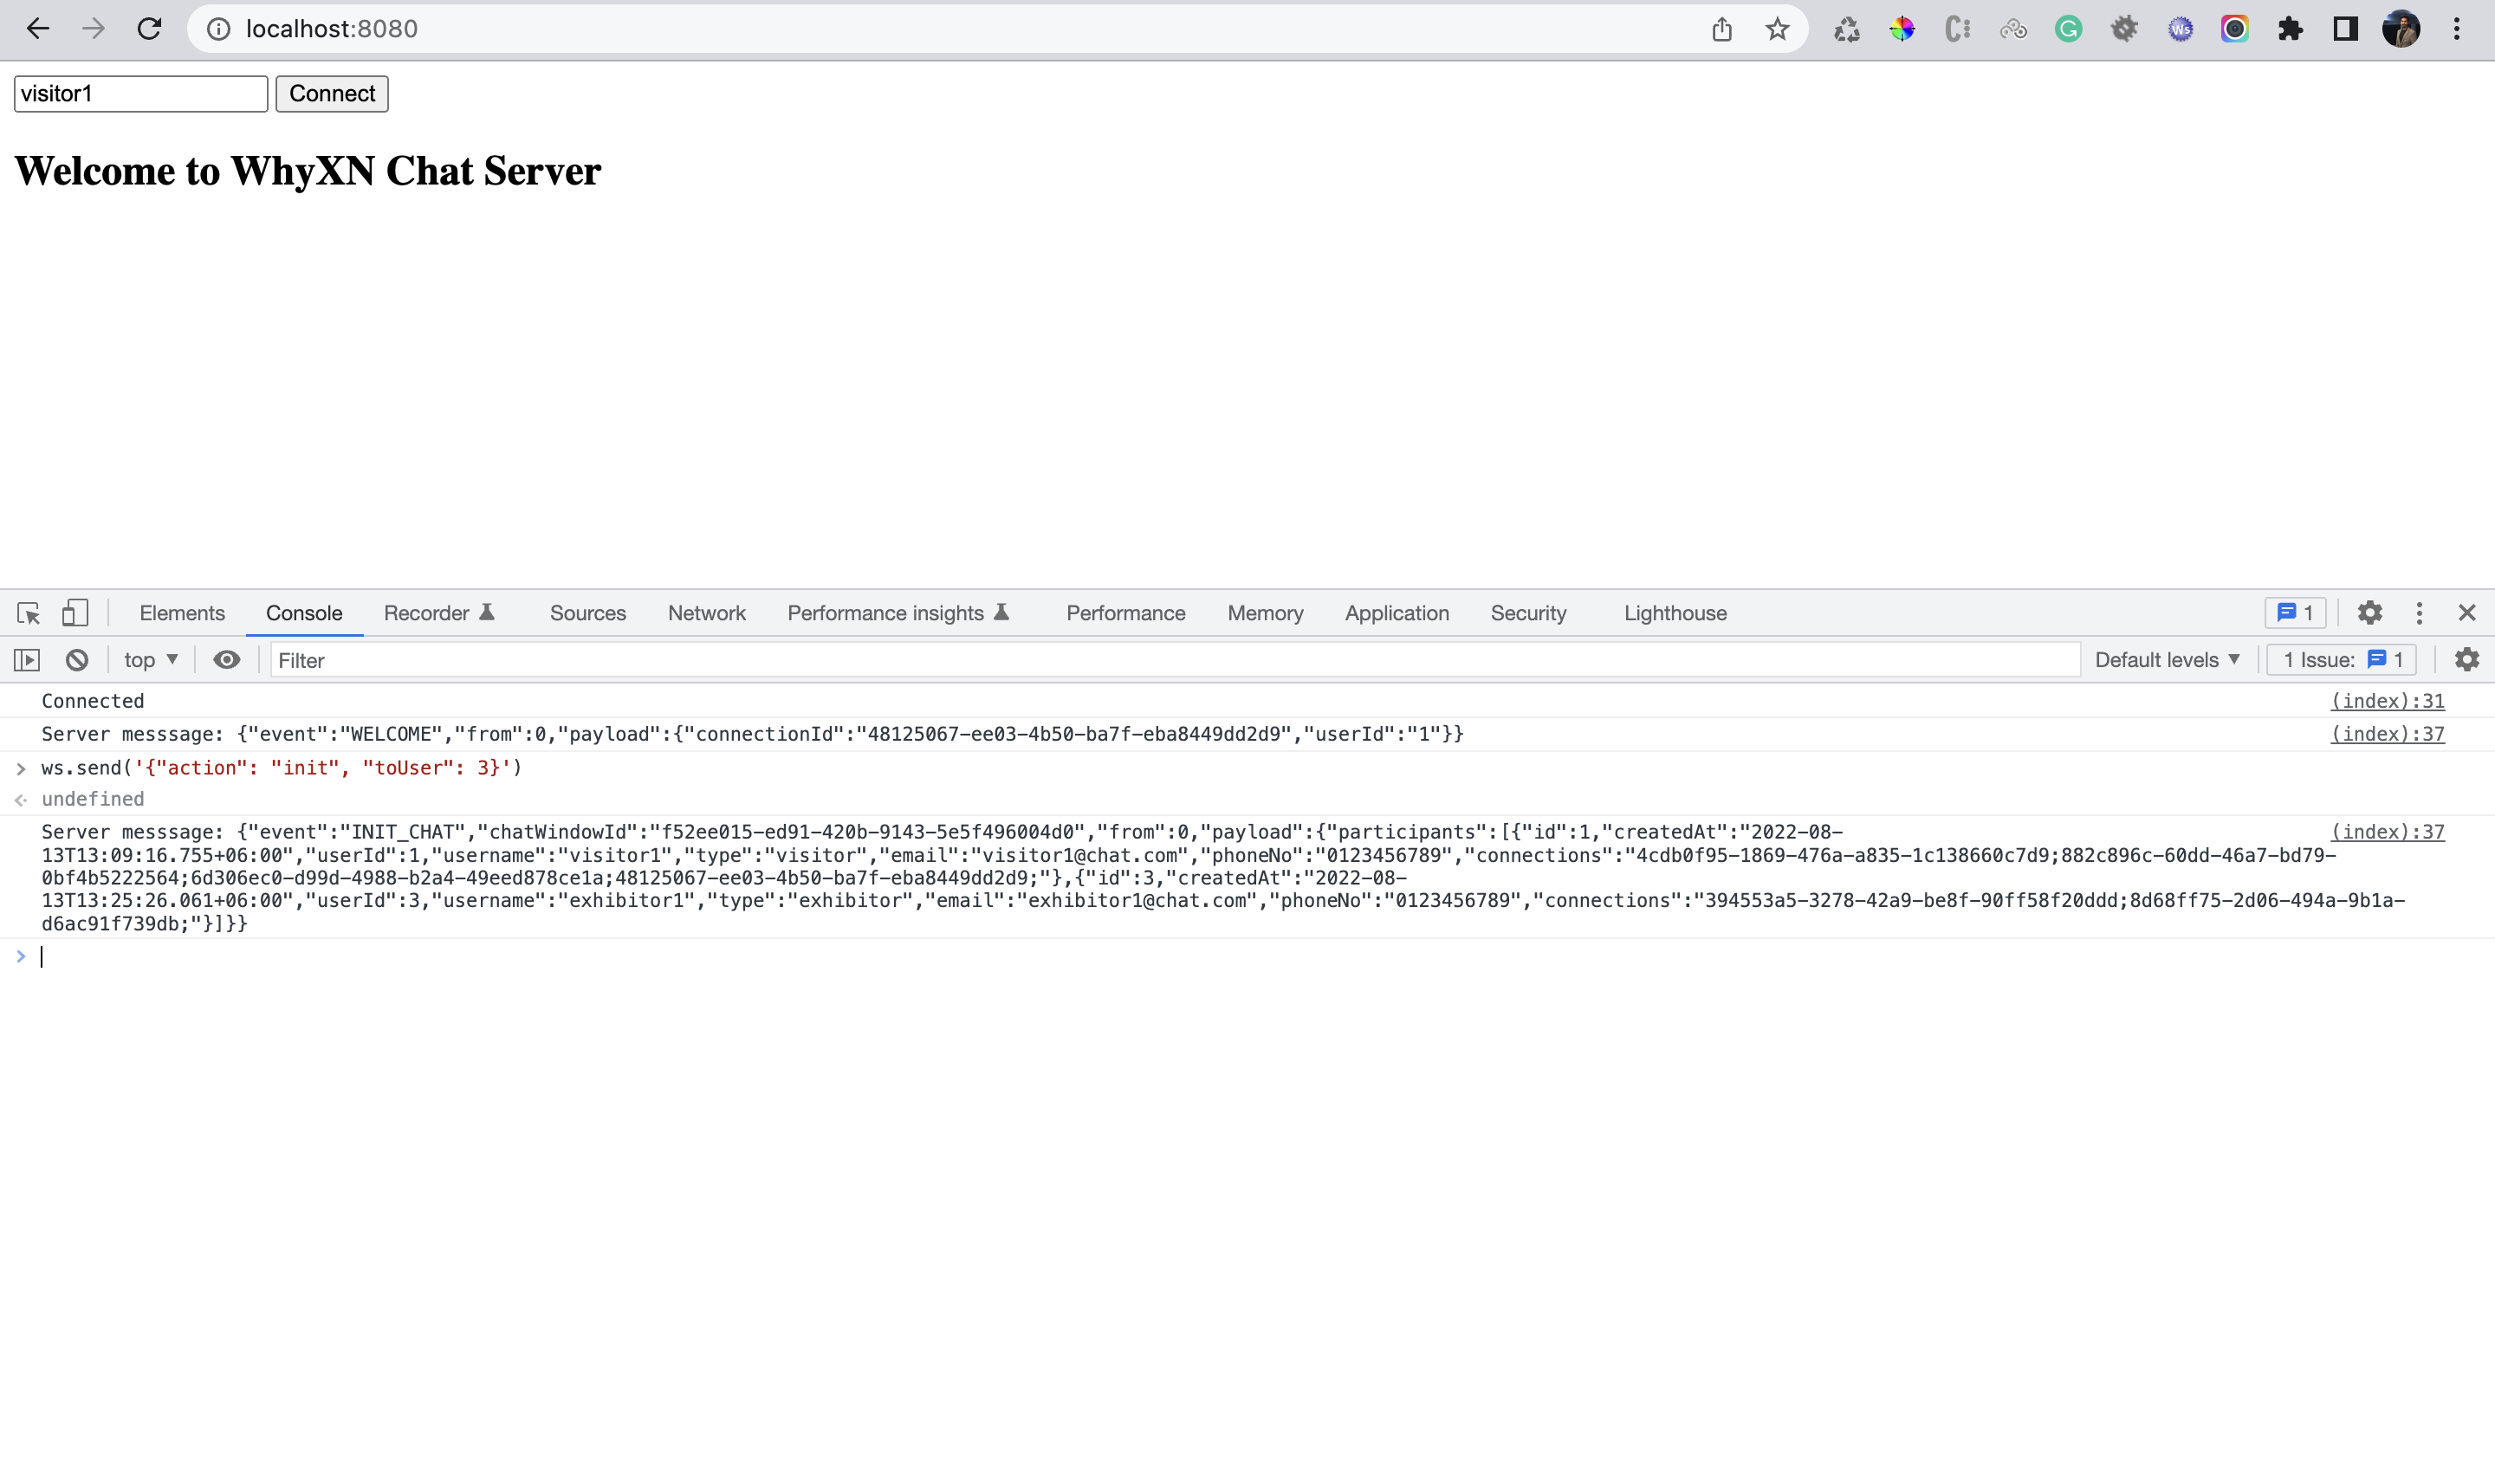 localhost:8080
visitor1 Connect
Welcome to WhyXN Chat Server
Elements Console Recorder Sources Network Performance insights Performance Memory Application Security Lighthouse 1
top Filter Default levels 1 Issue: 1
Connected (index):31
Server messsage: {"event":"WELCOME","from":0,"payload":{"connectionId":"48125067-ee03-4b50-ba7f-eba8449dd2d9","userId":"1"}} (index):37
> ws.send('{"action": "init", "toUser": 3}')
undefined
Server messsage: {"event":"INIT_CHAT","chatWindowId":"f52ee015-ed91-420b-9143-5e5f496004d0","from":0,"payload":{"participants":[{"id":1,"createdAt":"2022-08- (index):37
13T13:09:16.755+06:00","userId":1,"username":"visitor1","type":"visitor","email":"visitor1@chat.com","phoneNo":"0123456789","connections":"4cdb0f95-1869-476a-a835-1c138660c7d9;882c896c-60dd-46a7-bd79-
0bf4b5222564;6d306ec0-d99d-4988-b2a4-49eed878ce1a;48125067-ee03-4b50-ba7f-eba8449dd2d9;"},{"id":3,"createdAt":"2022-08-
13T13:25:26.061+06:00","userId":3,"username":"exhibitor1","type":"exhibitor","email":"exhibitor1@chat.com","phoneNo":"0123456789","connections":"394553a5-3278-42a9-be8f-90ff58f20ddd;8d68ff75-2d06-494a-9b1a-
d6ac91f739db;"}]}}
>